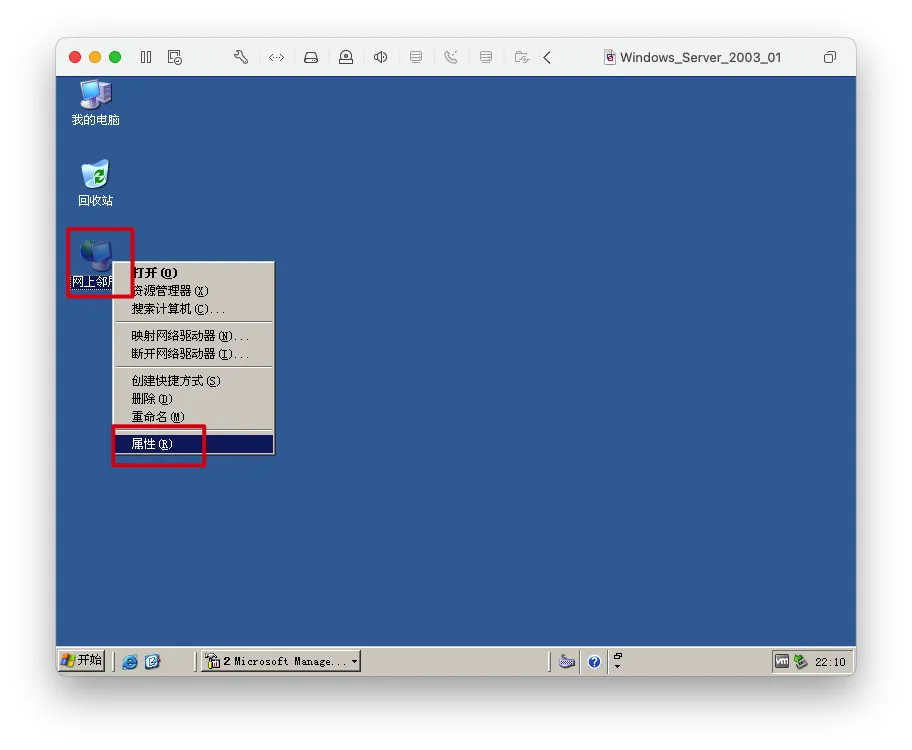 Windows_Server_2003_01
我的电脑
回收站
网上邻
打开(O)
资源管理器(X)
搜索计算机(C)...
映射网络驱动器(N)...
断开网络驱动器(I)...
创建快捷方式(S)
删除(D)
重命名(M)
属性(R)
开始
2 Microsoft Manage...
vm
22:10